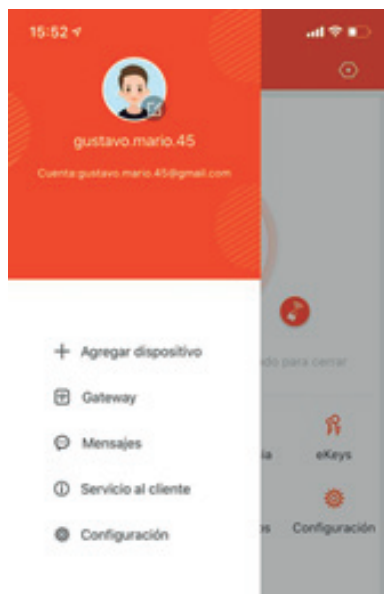 15:52
gustavo.mario.45
Cuenta:gustavo.mario.45@gmail.com
Agregar dispositivo
Gateway
Mensajes
Servicio al cliente
Configuración
para cerrar
eKeys
Configuración